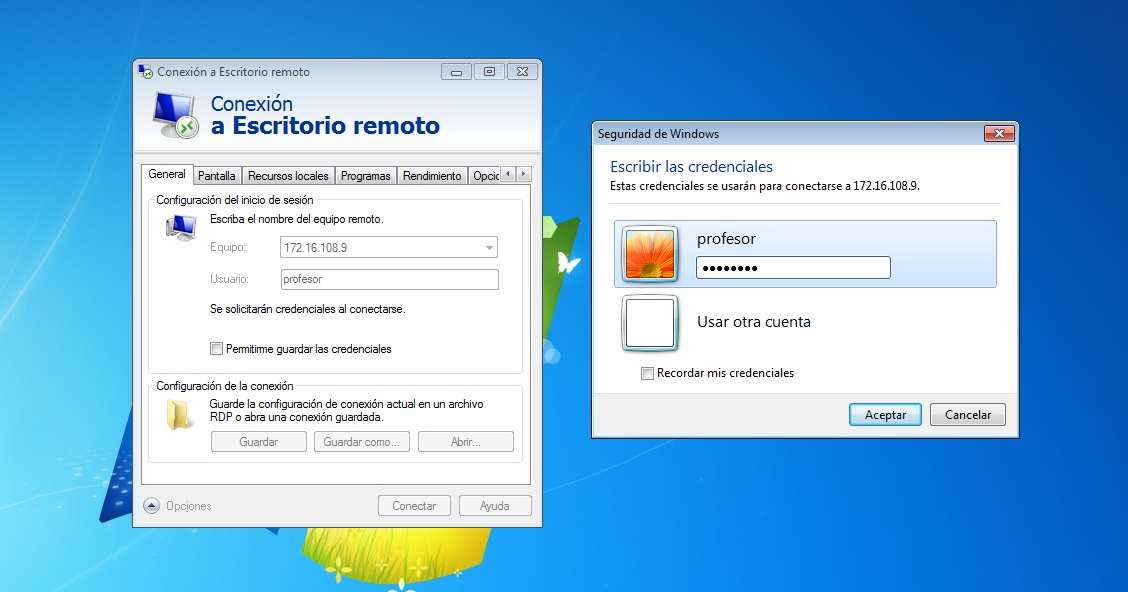 Conexión a Escritorio remoto
Conexión
a Escritorio remoto
General
Pantalla
Recursos locales
Programas
Rendimiento
Opcic
Configuración del inicio de sesión
Escriba el nombre del equipo remoto.
Equipo:
172.16.108.9
Usuario:
profesor
Se solicitarán credenciales al conectarse.
Permitirme guardar las credenciales
Configuración de la conexión
Guarde la configuración de conexión actual en un archivo
RDP o abra una conexión guardada.
Guardar
Guardar como...
Abrir...
Opciones
Conectar
Ayuda
Seguridad de Windows
Escribir las credenciales
Estas credenciales se usarán para conectarse a 172.16.108.9.
profesor
●●●●●●●●
Usar otra cuenta
Recordar mis credenciales
Aceptar
Cancelar